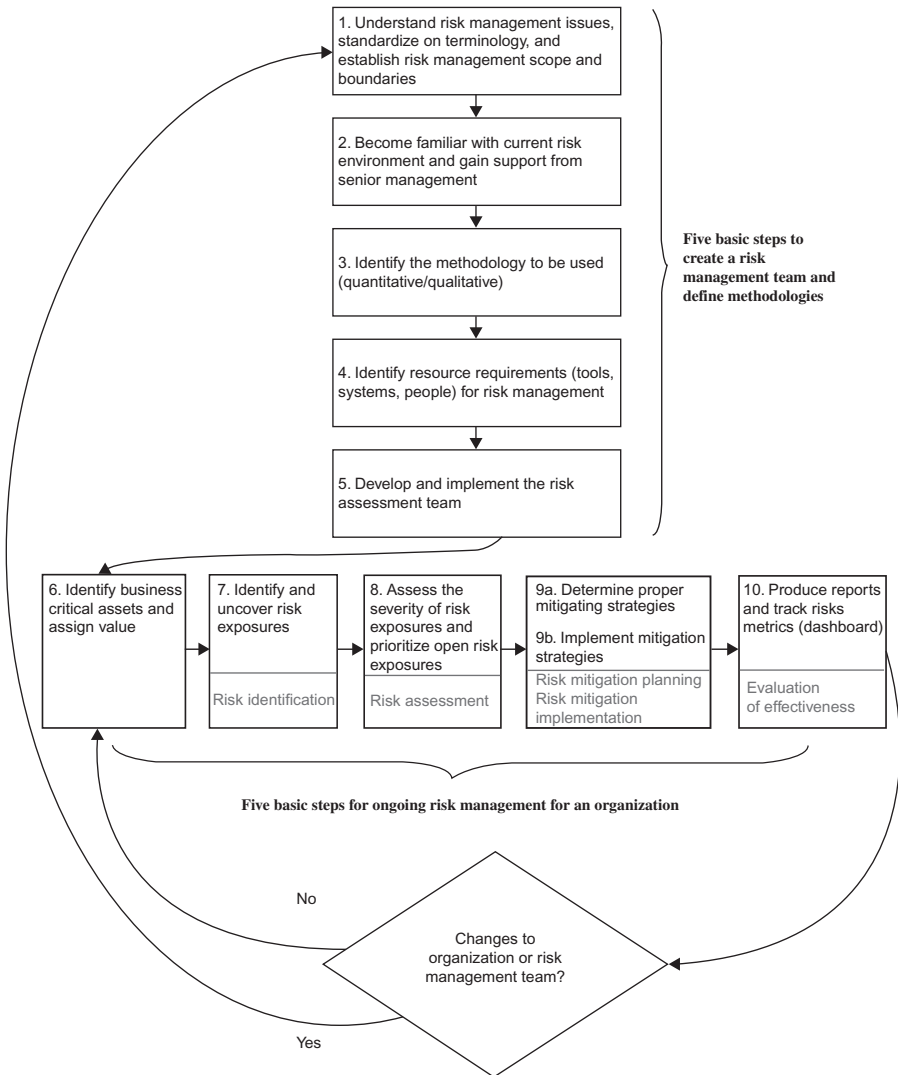 1. Understand risk management issues,
standardize on terminology, and
establish risk management scope and
boundaries
2. Become familiar with current risk
environment and gain support from
senior management
3. Identify the methodology to be used
(quantitative/qualitative)
4. Identify resource requirements (tools,
systems, people) for risk management
5. Develop and implement the risk
assessment team
Five basic steps to
create a risk
management team and
define methodologies
6. Identify business
critical assets and
assign value
7. Identify and
uncover risk
exposures
Risk identification
8. Assess the
severity of risk
exposures and
prioritize open risk
exposures
Risk assessment
9a. Determine proper
mitigating strategies
9b. Implement mitigation
strategies
Risk mitigation planning
Risk mitigation
implementation
10. Produce reports
and track risks
metrics (dashboard)
Evaluation
of effectiveness
Five basic steps for ongoing risk management for an organization
No
Changes to
organization or risk
management team?
Yes